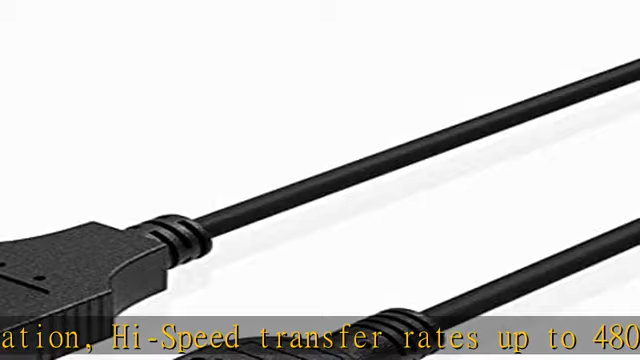 ation, Hi-Speed transfer rates up to 480